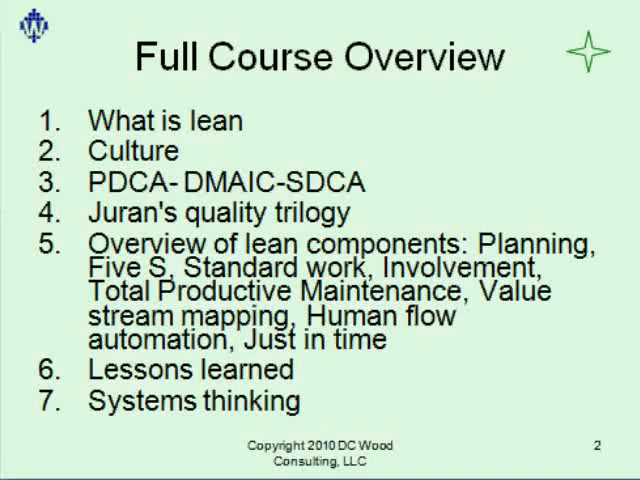 W
Full Course Overview
1. What is lean
2. Culture
3. PDCA- DMAIC-SDCA
4. Juran's quality trilogy
5. Overview of lean components: Planning,
Five S, Standard work, Involvement,
Total Productive Maintenance, Value
stream mapping, Human flow
automation, Just in time
6. Lessons learned
7. Systems thinking
Copyright 2010 DC Wood
Consulting, LLC
2